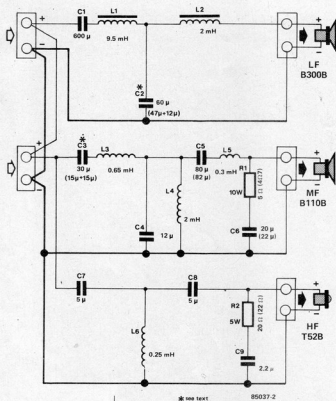 +
C1
600 µ
L1
9.5 mH
L2
2 mH
+
−
LF
B300B
−
*
C2
60 µ
(47µ+12µ)
+
*
C3
30 µ
(15µ+15µ)
L3
0.65 mH
C5
80 µ
(82 µ)
L5
0.3 mH
R1
10W
+
−
MF
B110B
−
L4
2 mH
C4
12 µ
C6
20 µ
(22 µ)
C7
5 µ
C8
5 µ
R2
5W
20 Ω (22 Ω)
+
−
HF
T52B
L6
0.25 mH
C9
2.2 µ
* see text
85037-2